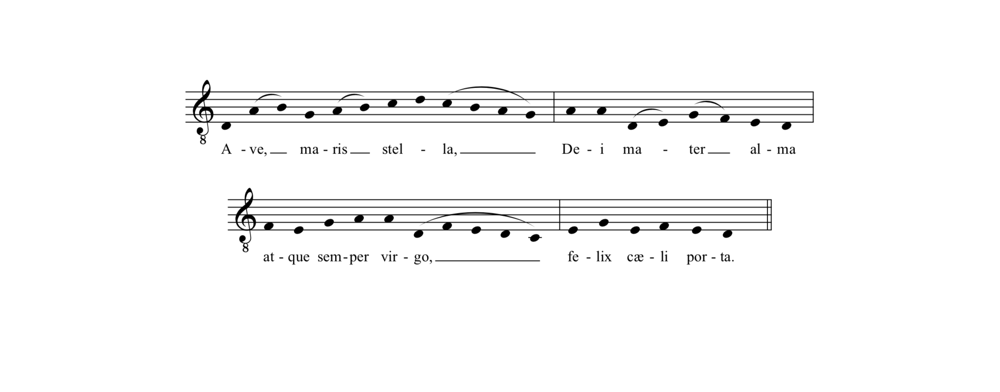 A - ve, ma - ris stel - la, De - i ma - ter al - ma
at - que sem - per vir - go, fe - lix cæ - li por - ta.